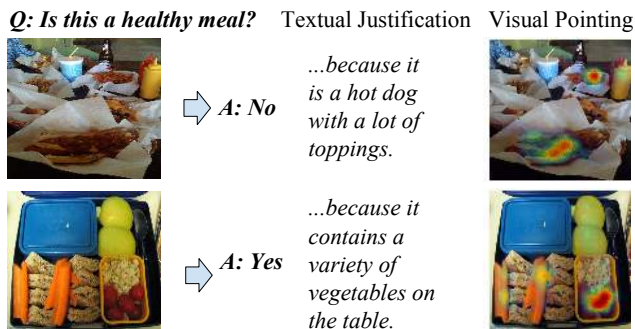 Q: Is this a healthy meal? Textual Justification Visual Pointing
A: No
...because it
is a hot dog
with a lot of
toppings.
A: Yes
...because it
contains a
variety of
vegetables on
the table.